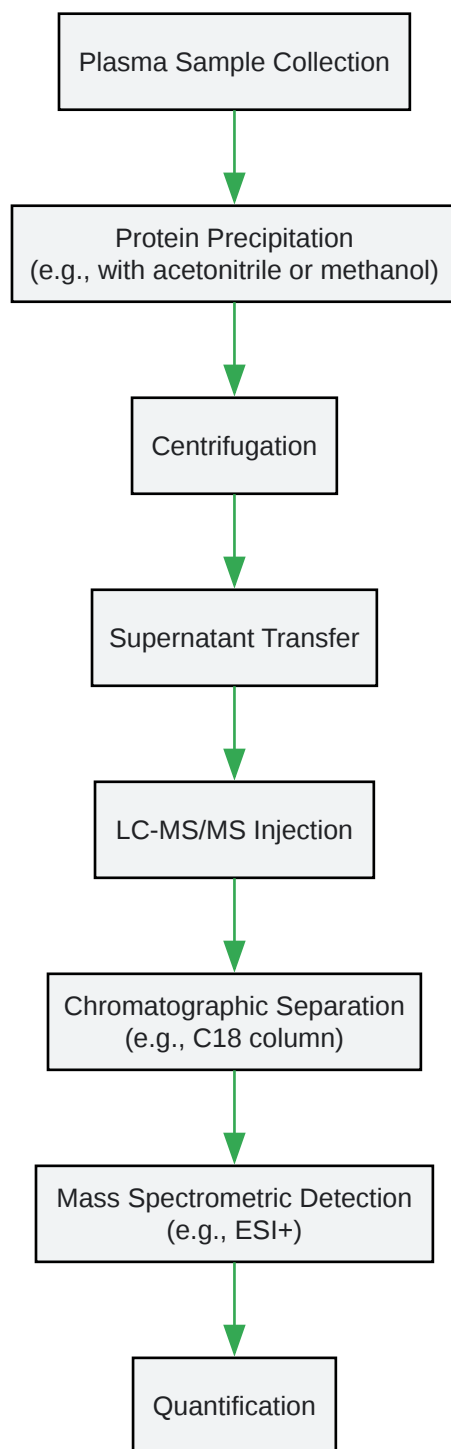 Plasma Sample Collection
Protein Precipitation
(e.g., with acetonitrile or methanol)
Centrifugation
Supernatant Transfer
LC-MS/MS Injection
Chromatographic Separation
(e.g., C18 column)
Mass Spectrometric Detection
(e.g., ESI+)
Quantification